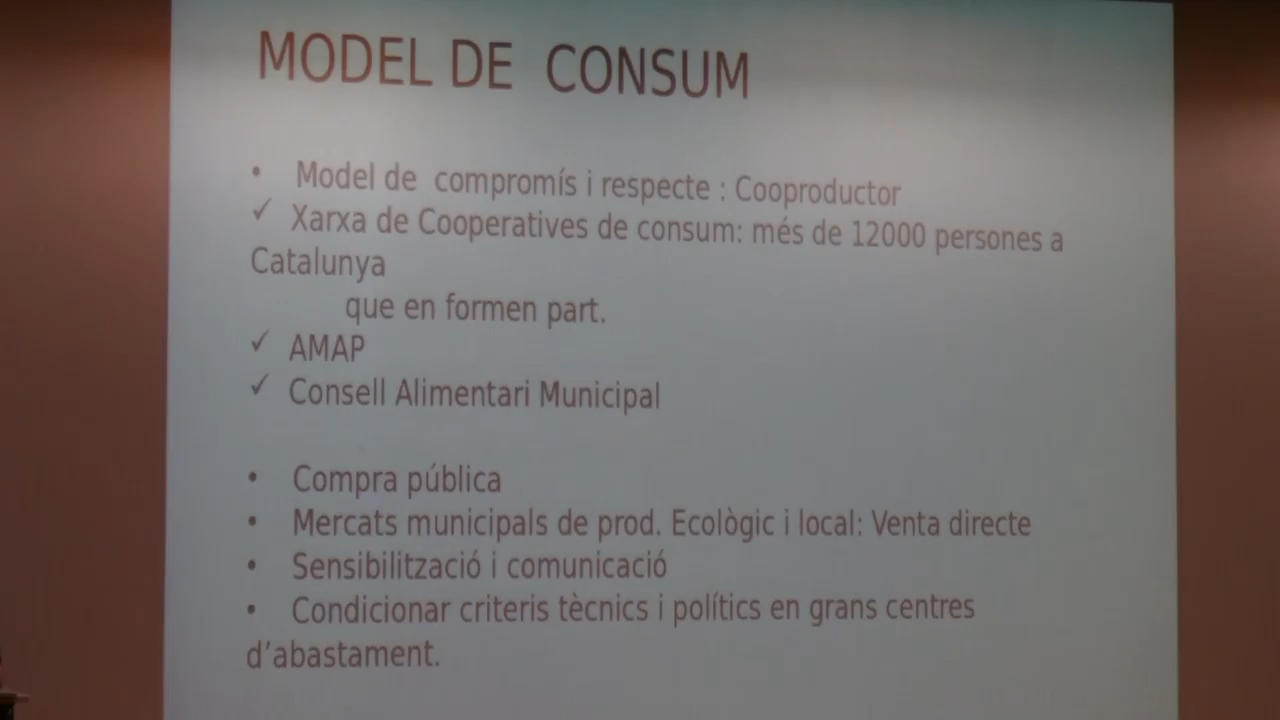 MODEL DE CONSUM
• Model de compromís i respecte : Cooproductor
✓ Xarxa de Cooperatives de consum: més de 12000 persones a
Catalunya
que en formen part.
✓ AMAP
✓ Consell Alimentari Municipal
• Compra pública
• Mercats municipals de prod. Ecològic i local: Venta directe
• Sensibilització i comunicació
• Condicionar criteris tècnics i polítics en grans centres
d’abastament.